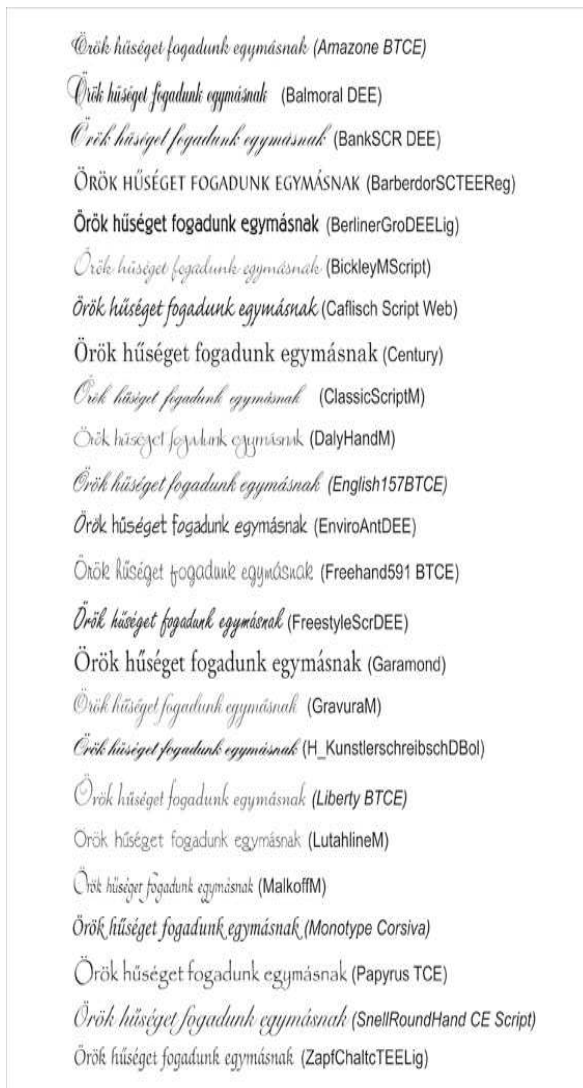 Örök hűséget fogadunk egymásnak (Amazone BTCE)
Örök hűséget fogadunk egymásnak (Balmoral DEE)
Örök hűséget fogadunk egymásnak (BankSCR DEE)
ÖRÖK HŰSÉGET FOGADUNK EGYMÁSNAK (BarberdorSCTEEReg)
Örök hűséget fogadunk egymásnak (BerlinerGroDEELig)
Örök hűséget fogadunk egymásnak (BickleyMScript)
Örök hűséget fogadunk egymásnak (Caflisch Script Web)
Örök hűséget fogadunk egymásnak (Century)
Örök hűséget fogadunk egymásnak (ClassicScriptM)
Örök hűséget fogadunk egymásnak (DalyHandM)
Örök hűséget fogadunk egymásnak (English157BTCE)
Örök hűséget fogadunk egymásnak (EnviroAntDEE)
Örök hűséget fogadunk egymásnak (Freehand591 BTCE)
Örök hűséget fogadunk egymásnak (FreestyleScrDEE)
Örök hűséget fogadunk egymásnak (Garamond)
Örök hűséget fogadunk egymásnak (GravuraM)
Örök hűséget fogadunk egymásnak (H_KunstlerschreibschDBol)
Örök hűséget fogadunk egymásnak (Liberty BTCE)
Örök hűséget fogadunk egymásnak (LutahlineM)
Örök hűséget fogadunk egymásnak (MalkoffM)
Örök hűséget fogadunk egymásnak (Monotype Corsiva)
Örök hűséget fogadunk egymásnak (Papyrus TCE)
Örök hűséget fogadunk egymásnak (SnellRoundHand CE Script)
Örök hűséget fogadunk egymásnak (ZapfChaltcTEELig)